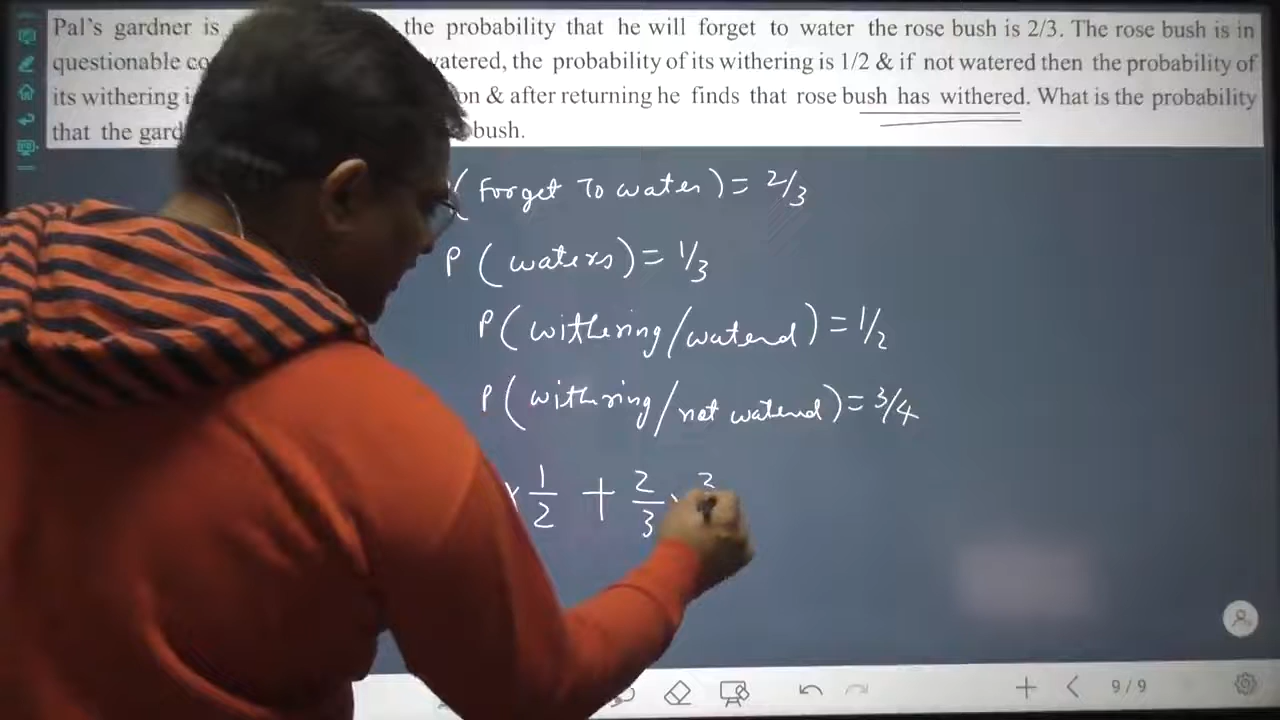 Pal's gardner is the probability that he will forget to water the rose bush is 2/3. The rose bush is in
questionable watered, the probability of its withering is 1/2 & if not watered then the probability of
its withering on & after returning he finds that rose bush has withered. What is the probability
that the bush.
(Forget To water) = 2/3
P (waters) = 1/3
P(withering/watered) = 1/2
P(withering/not watered) = 3/4
× 1/2 + 2/3 ×
9/9